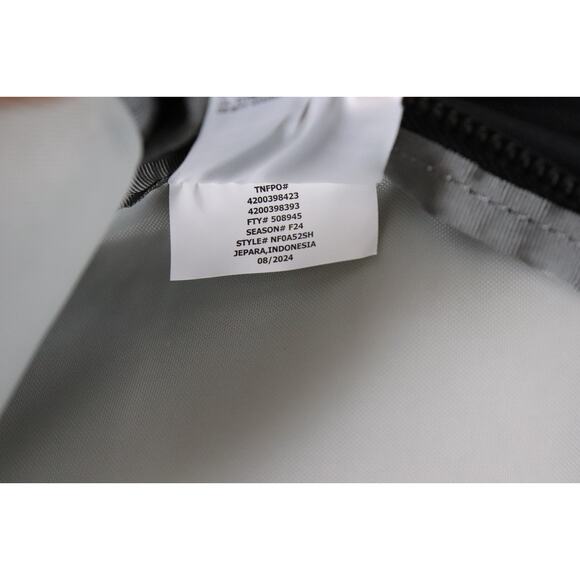 TNFPO#
4200398423
4200398393
FTY# 508945
SEASON# F24
STYLE# NF0A52SH
JEPARA,INDONESIA
08/2024